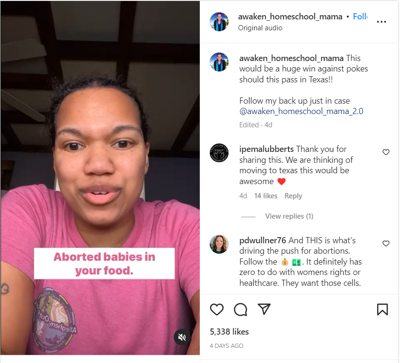 awaken_homeschool_mama • Foll
Original audio
awaken_homeschool_mama This
would be a huge win against pokes
should this pass in Texas!!
Follow my back up just in case
@awaken_homeschool_mama_2.0
Edited · 4d
ipemalubberts Thank you for
sharing this. We are thinking of
moving to texas this would be
awesome ❤️
4d 14 likes Reply
View replies (1)
pdwullner76 And THIS is what's
driving the push for abortions.
Follow the 💰 💵. It definitely has
zero to do with womens rights or
healthcare. They want those cells.
Aborted babies in
your food.
5,338 likes
4 DAYS AGO